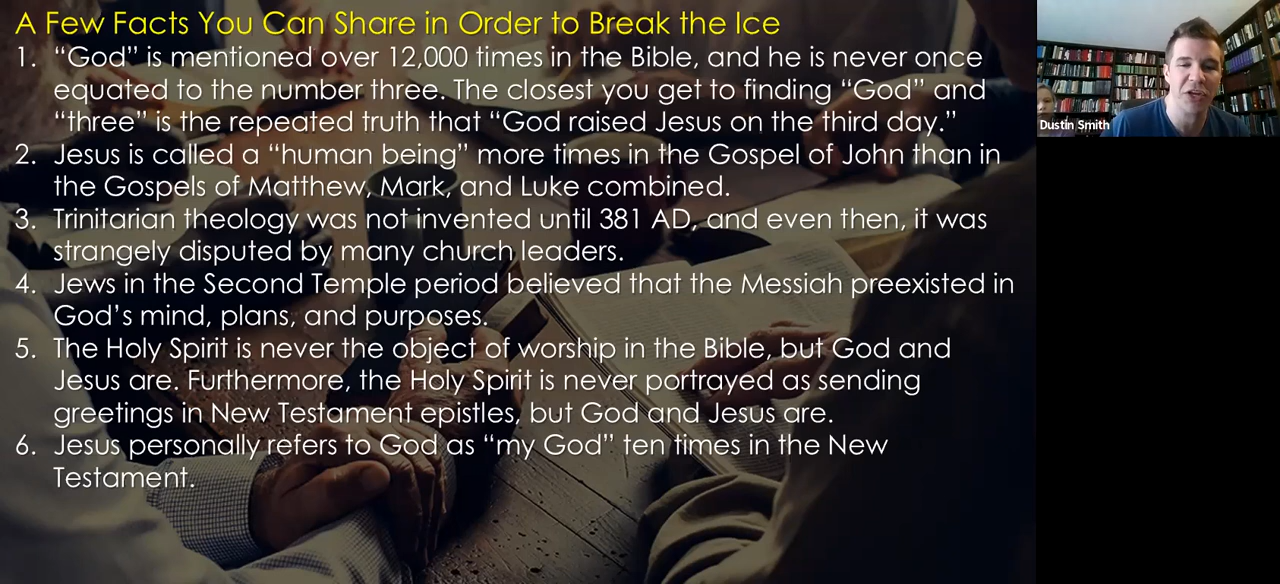 A Few Facts You Can Share in Order to Break the Ice
1. “God” is mentioned over 12,000 times in the Bible, and he is never once
equated to the number three. The closest you get to finding “God” and
“three” is the repeated truth that “God raised Jesus on the third day.”
2. Jesus is called a “human being” more times in the Gospel of John than in
the Gospels of Matthew, Mark, and Luke combined.
3. Trinitarian theology was not invented until 381 AD, and even then, it was
strangely disputed by many church leaders.
4. Jews in the Second Temple period believed that the Messiah preexisted in
God’s mind, plans, and purposes.
5. The Holy Spirit is never the object of worship in the Bible, but God and
Jesus are. Furthermore, the Holy Spirit is never portrayed as sending
greetings in New Testament epistles, but God and Jesus are.
6. Jesus personally refers to God as “my God” ten times in the New
Testament.
Dustin Smith